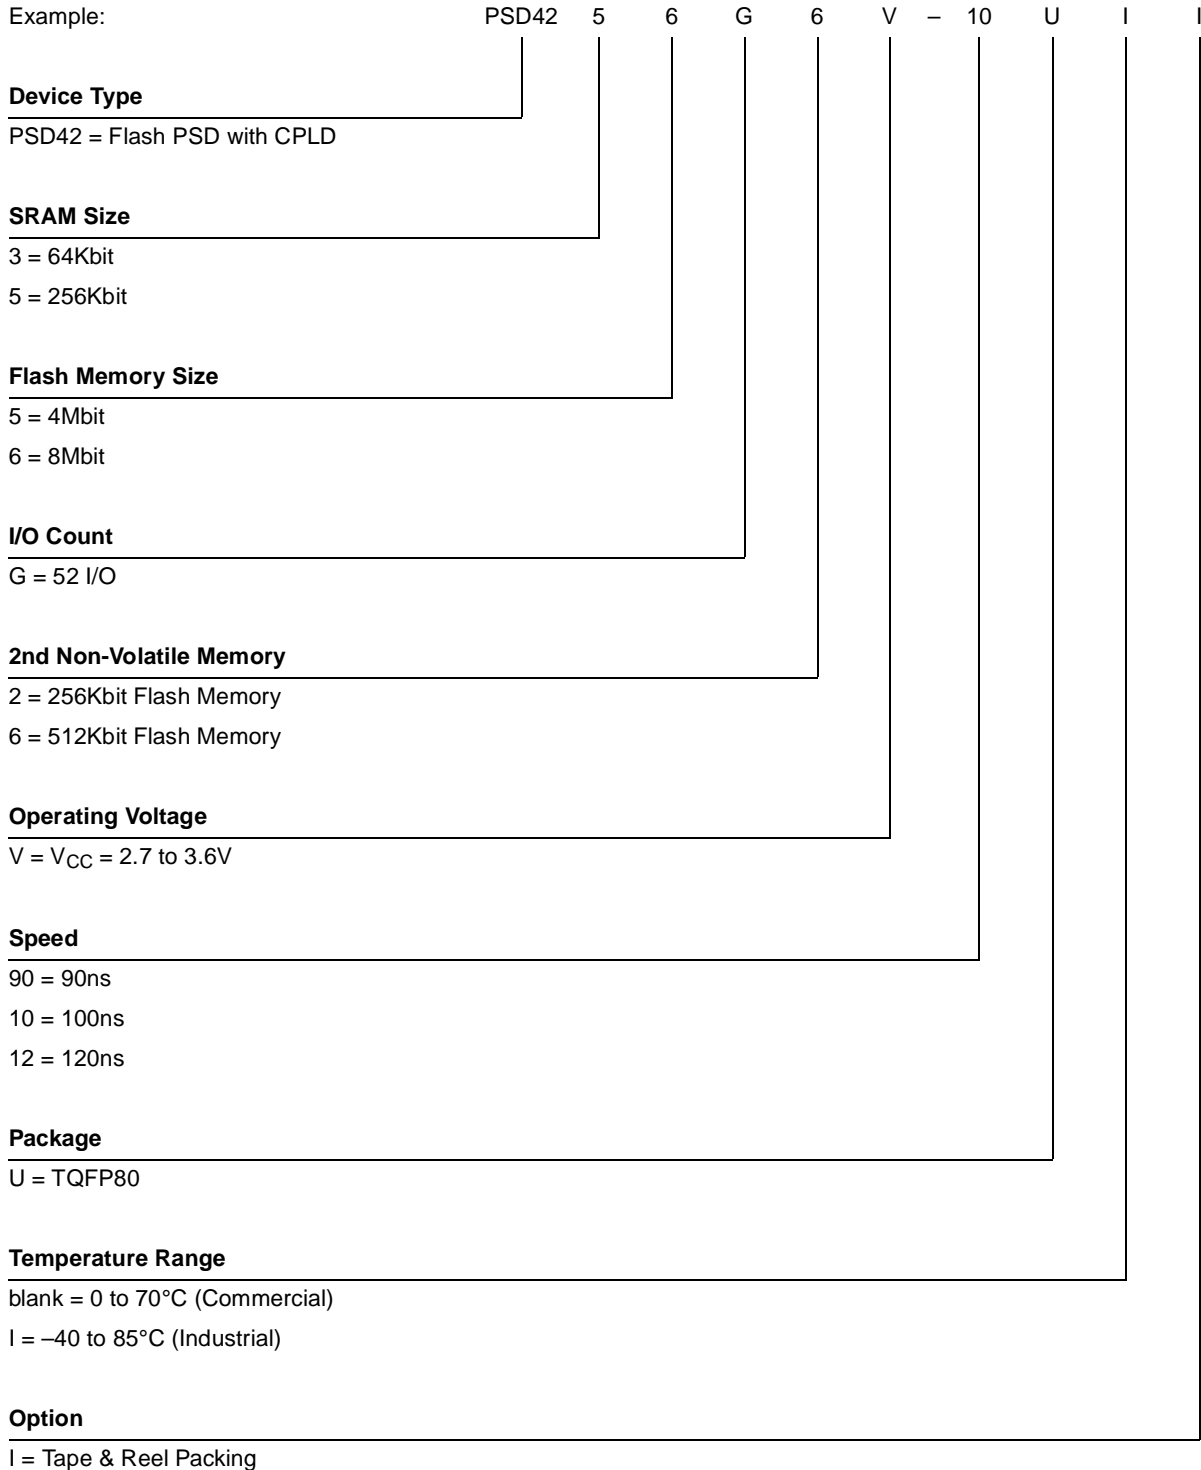 Example: PSD42 5 6 G 6 V – 10 U I I
Device Type
PSD42 = Flash PSD with CPLD
SRAM Size
3 = 64Kbit
5 = 256Kbit
Flash Memory Size
5 = 4Mbit
6 = 8Mbit
I/O Count
G = 52 I/O
2nd Non-Volatile Memory
2 = 256Kbit Flash Memory
6 = 512Kbit Flash Memory
Operating Voltage
V = VCC = 2.7 to 3.6V
Speed
90 = 90ns
10 = 100ns
12 = 120ns
Package
U = TQFP80
Temperature Range
blank = 0 to 70°C (Commercial)
I = –40 to 85°C (Industrial)
Option
I = Tape & Reel Packing